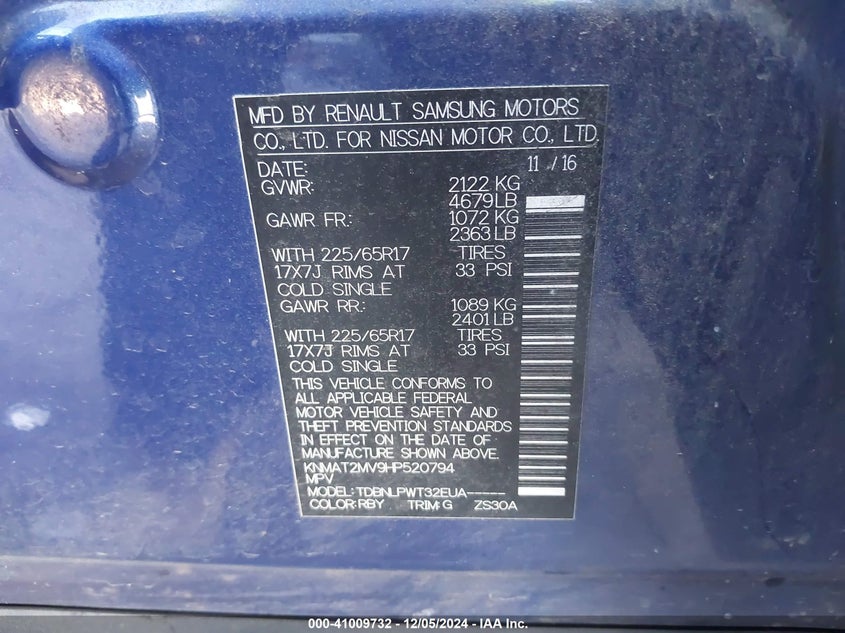 MFD BY RENAULT SAMSUNG MOTORS
CO., LTD. FOR NISSAN MOTOR CO., LTD.
DATE: 11 / 16
GVWR: 2122 KG
4679 LB
GAWR FR: 1072 KG
2363 LB
WITH 225/65R17 TIRES
17X7J RIMS AT 33 PSI
COLD SINGLE
GAWR RR: 1089 KG
2401 LB
WITH 225/65R17 TIRES
17X7J RIMS AT 33 PSI
COLD SINGLE
THIS VEHICLE CONFORMS TO
ALL APPLICABLE FEDERAL
MOTOR VEHICLE SAFETY AND
THEFT PREVENTION STANDARDS
IN EFFECT ON THE DATE OF
MANUFACTURE SHOWN ABOVE.
KNMAT2MV9HP520794
MPV
MODEL: TDBNLPWT32EUA-----
COLOR: RBY TRIM: G ZS30A
000-41009732 - 12/05/2024 - IAA Inc.